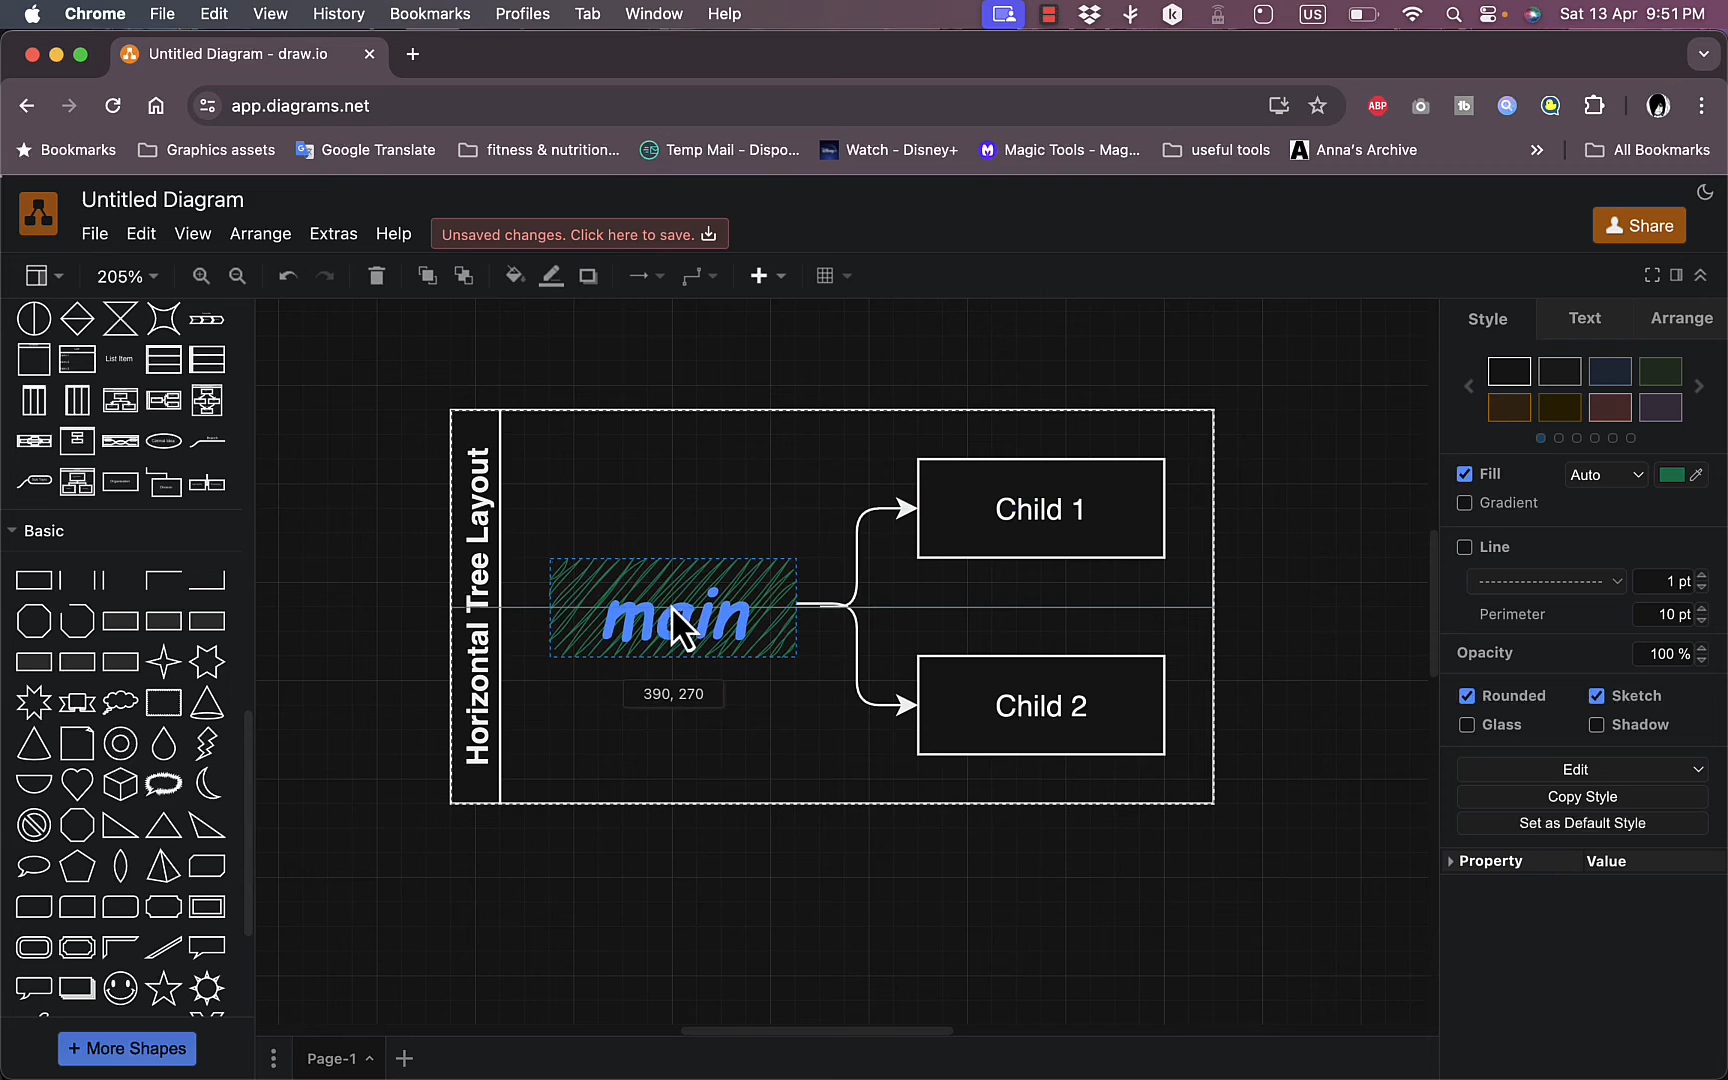 Chrome File Edit View History Bookmarks Profiles Tab Window Help US Sat 13 Apr 9:51 PM
Untitled Diagram - draw.io
app.diagrams.net ABP tb
Bookmarks Graphics assets Google Translate fitness & nutrition... Temp Mail - Dispo... Watch - Disney+ Magic Tools - Mag... useful tools Anna's Archive » All Bookmarks
Untitled Diagram
File Edit View Arrange Extras Help Unsaved changes. Click here to save. Share
205%
Style Text Arrange
List Item
Basic
Horizontal Tree Layout
main
390, 270
Child 1
Child 2
Fill Auto
Gradient
Line
1 pt
Perimeter 10 pt
Opacity 100 %
Rounded Sketch
Glass Shadow
Edit
Copy Style
Set as Default Style
Property Value
+ More Shapes
Page-1